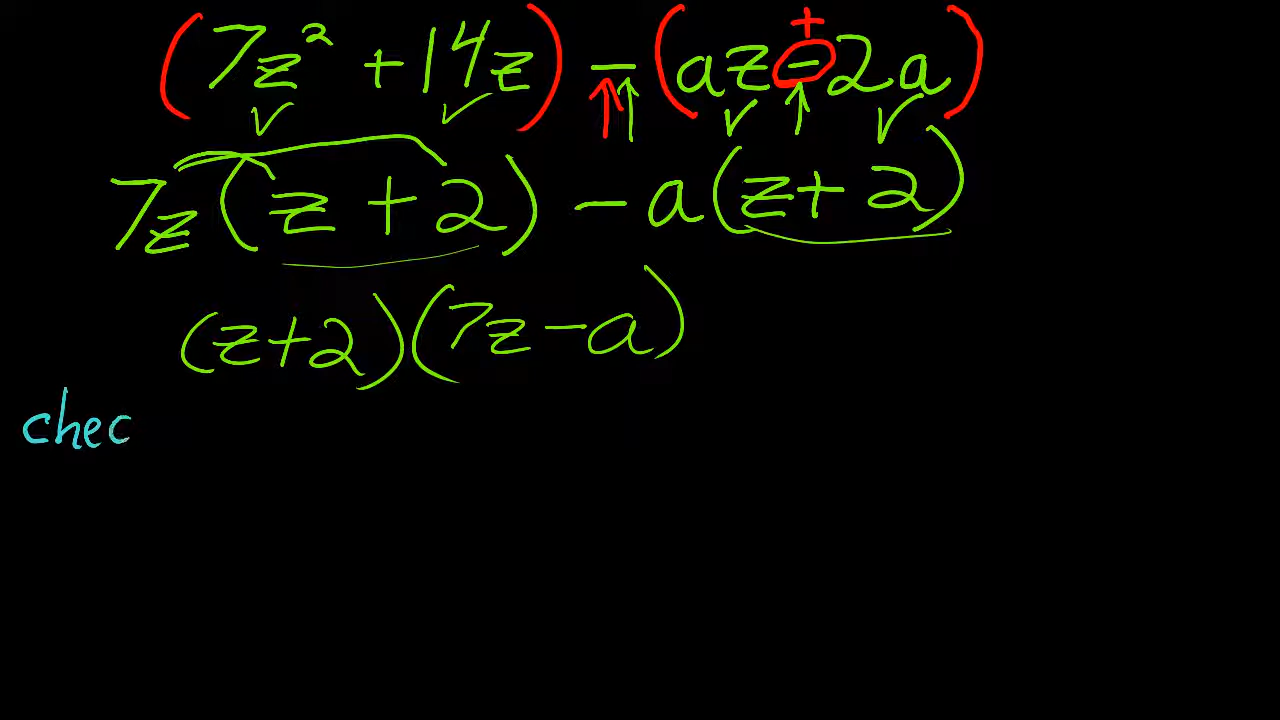 (7z² + 14z) - (az - 2a)
+
7z(z + 2) - a(z + 2)
(z+2)(7z - a)
chec